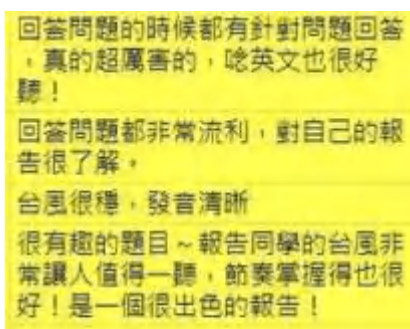 回答問題的時候都有針對問題回答
，真的超厲害的，唸英文也很好
聽！
回答問題都非常流利，對自己的報
告很了解。
台風很穩，發音清晰
很有趣的題目～報告同學的台風非
常讓人值得一聽，節奏掌握得也很
好！是一個很出色的報告！